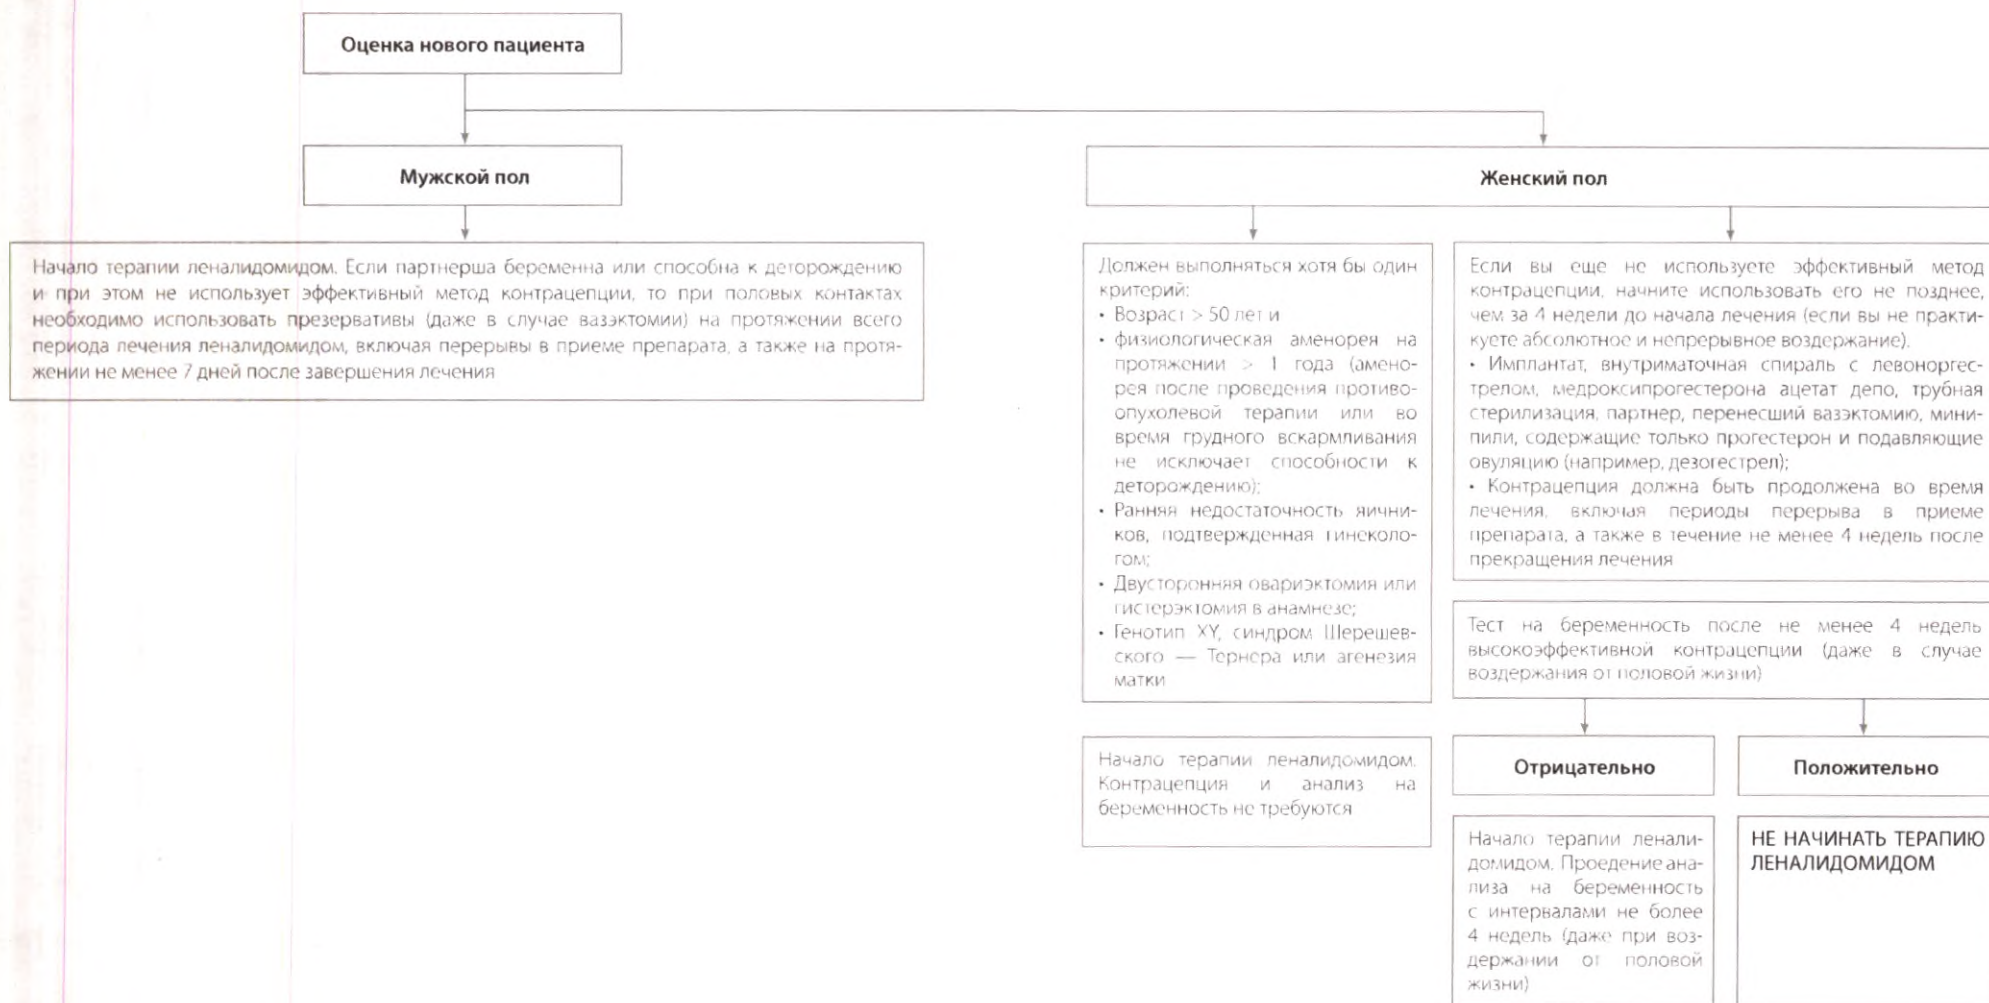 Оценка нового пациента
Мужской пол
Начало терапии леналидомидом. Если партнерша беременна или способна к деторождению
и при этом не использует эффективный метод контрацепции, то при половых контактах
необходимо использовать презервативы (даже в случае вазэктомии) на протяжении всего
периода лечения леналидомидом, включая перерывы в приеме препарата, а также на протя-
жении не менее 7 дней после завершения лечения
Женский пол
Должен выполняться хотя бы один
критерий:
• Возраст > 50 лет и
• физиологическая аменорея на
протяжении > 1 года (амено-
рея после проведения противо-
опухолевой терапии или во
время грудного вскармливания
не исключает способности к
деторождению);
• Ранняя недостаточность яични-
ков, подтвержденная гинеколо-
гом;
• Двусторонняя овариэктомия или
гистерэктомия в анамнезе;
• Генотип XY, синдром Шерешев-
ского — Тернера или агенезия
матки
Начало терапии леналидомидом.
Контрацепция и анализ на
беременность не требуются
Если вы еще не используете эффективный метод
контрацепции, начните использовать его не позднее,
чем за 4 недели до начала лечения (если вы не практи-
куете абсолютное и непрерывное воздержание).
• Имплантат, внутриматочная спираль с левоноргес-
трелом, медроксипрогестерона ацетат депо, трубная
стерилизация, партнер, перенесший вазэктомию, мини-
пили, содержащие только прогестерон и подавляющие
овуляцию (например, дезогестрел);
• Контрацепция должна быть продолжена во время
лечения, включая периоды перерыва в приеме
препарата, а также в течение не менее 4 недель после
прекращения лечения
Тест на беременность после не менее 4 недель
высокоэффективной контрацепции (даже в случае
воздержания от половой жизни)
Отрицательно
Начало терапии ленали-
домидом. Проедение ана-
лиза на беременность
с интервалами не более
4 недель (даже при воз-
держании от половой
жизни)
Положительно
НЕ НАЧИНАТЬ ТЕРАПИЮ
ЛЕНАЛИДОМИДОМ